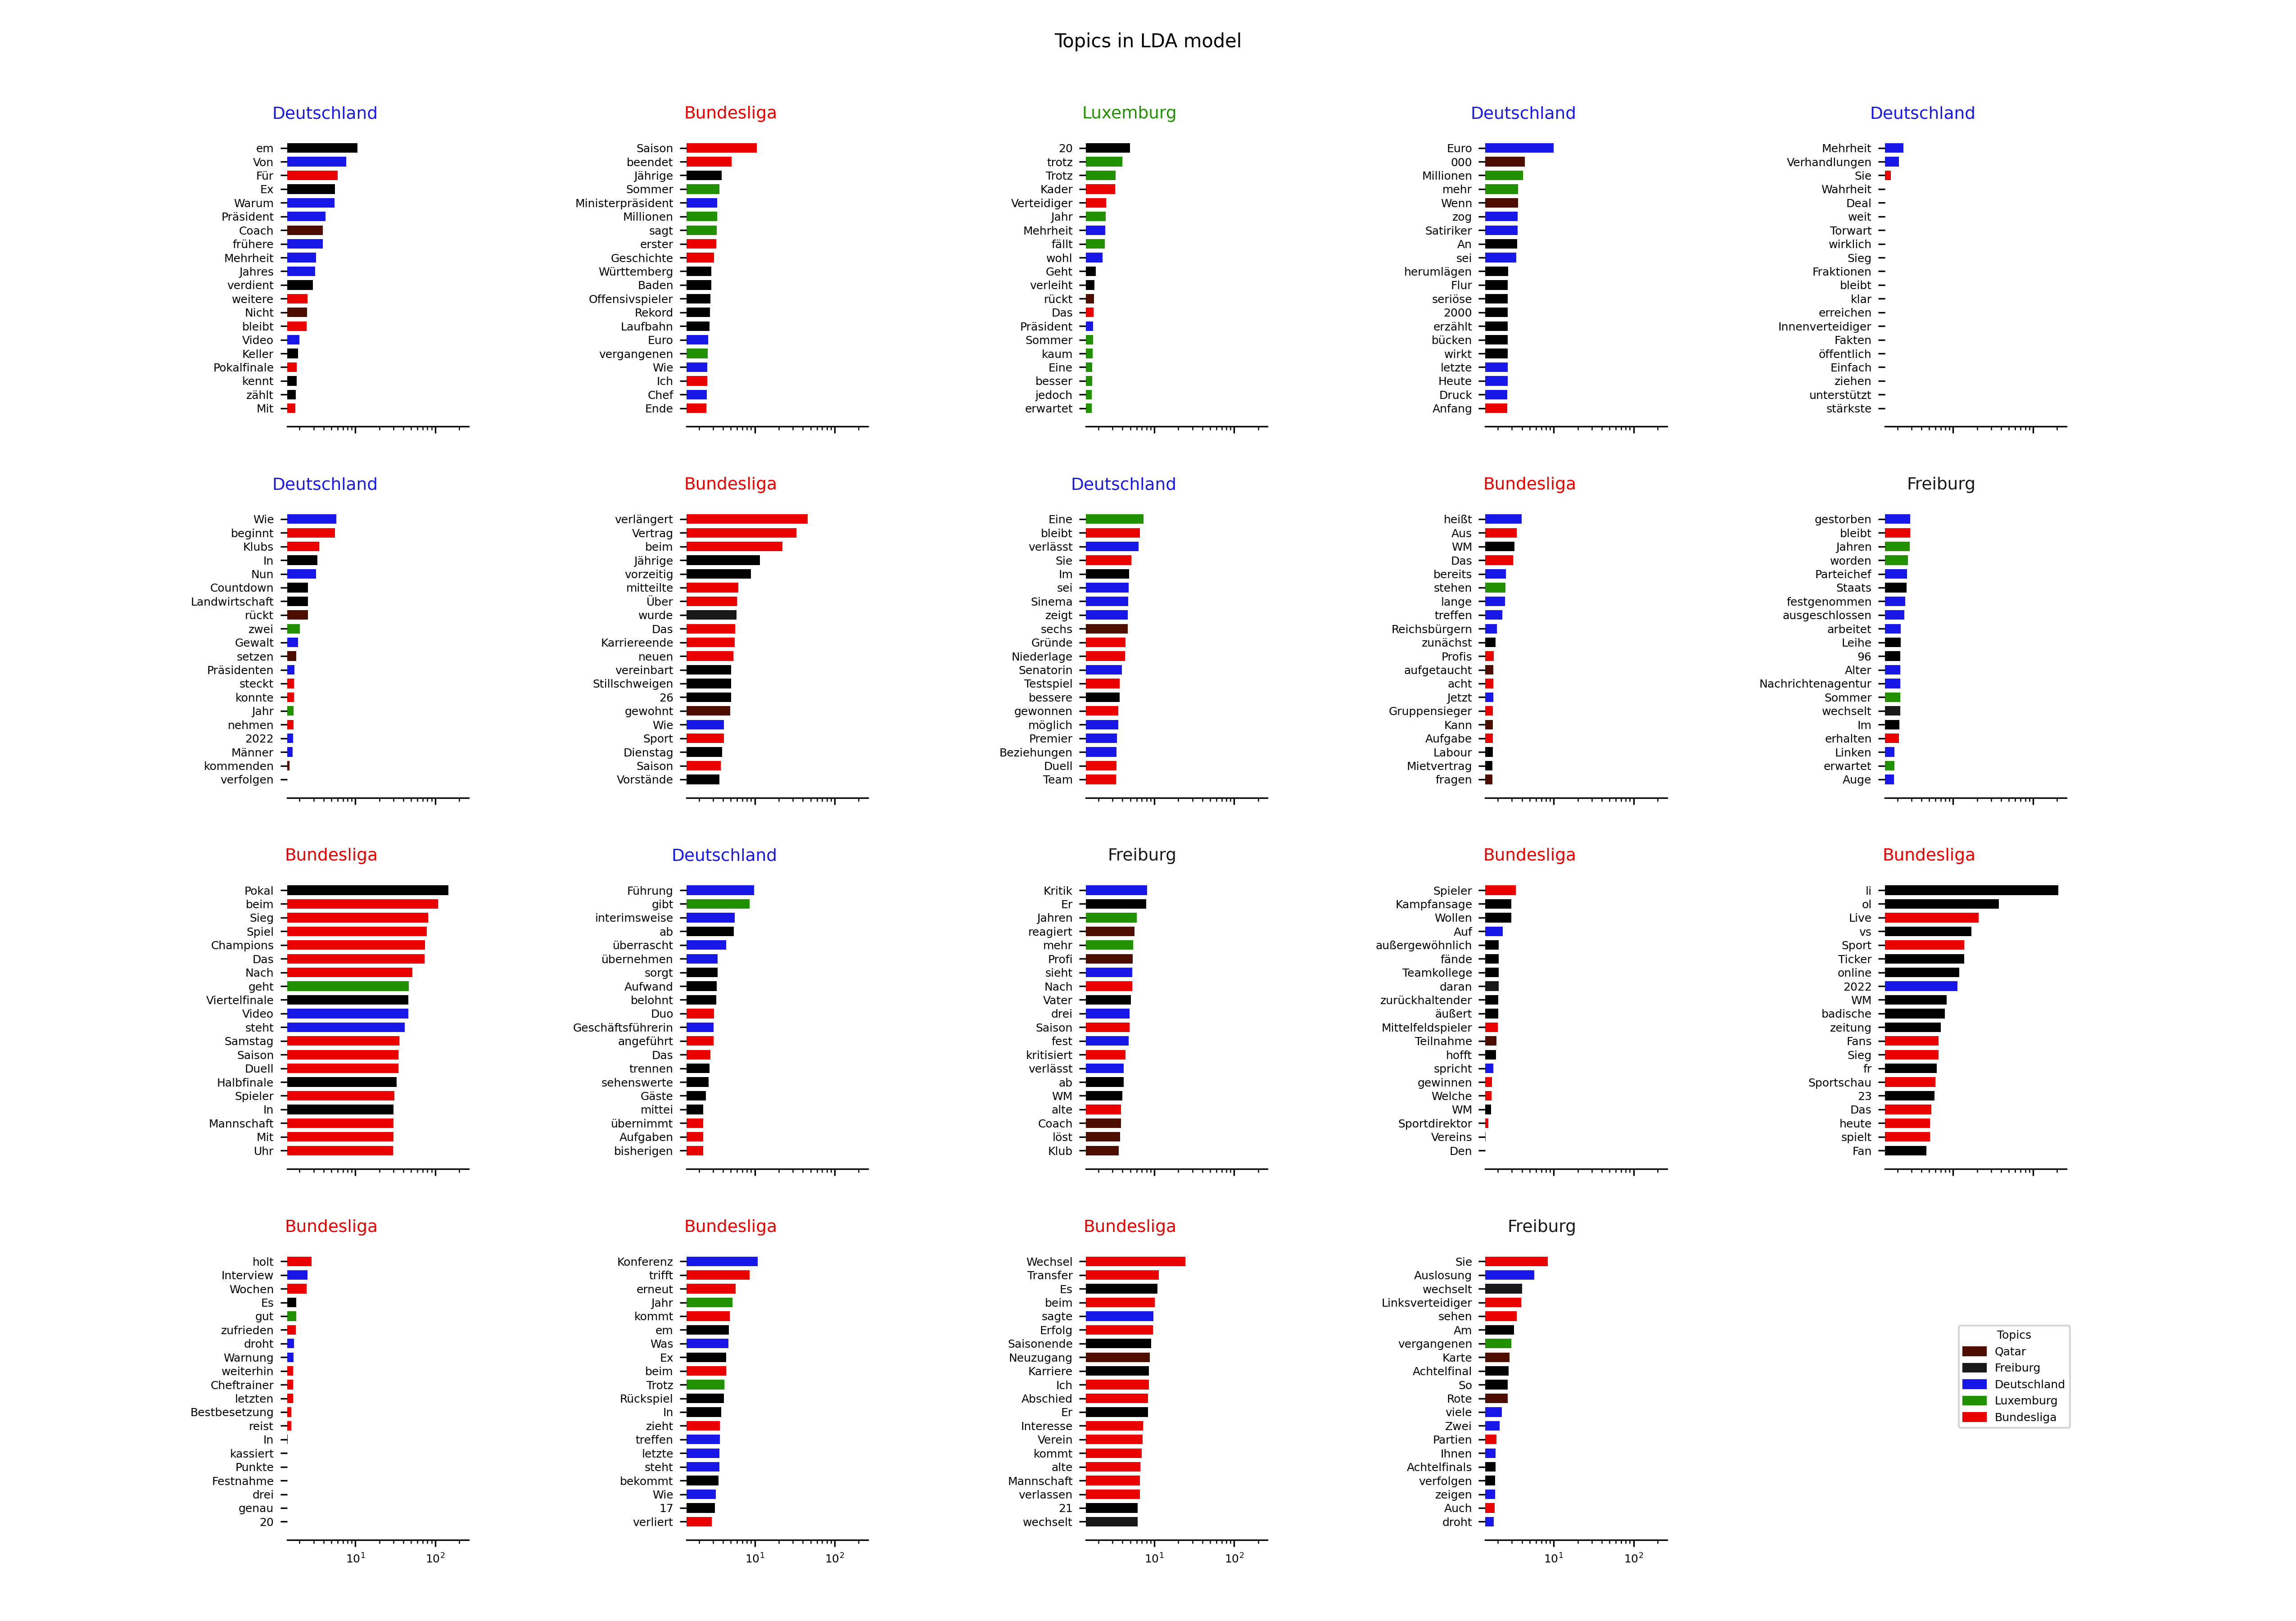 Topics in LDA model
Deutschland
em
Von
Für
Ex
Warum
Präsident
Coach
frühere
Mehrheit
Jahres
verdient
weitere
Nicht
bleibt
Video
Keller
Pokalfinale
kennt
zählt
Mit
Bundesliga
Saison
beendet
Jährige
Sommer
Ministerpräsident
Millionen
sagt
erster
Geschichte
Württemberg
Baden
Offensivspieler
Rekord
Laufbahn
Euro
vergangenen
Wie
Ich
Chef
Ende
Luxemburg
20
trotz
Trotz
Kader
Verteidiger
Jahr
Mehrheit
fällt
wohl
Geht
verleiht
rückt
Das
Präsident
Sommer
kaum
Eine
besser
jedoch
erwartet
Deutschland
Euro
000
Millionen
mehr
Wenn
zog
Satiriker
An
sei
herumlägen
Flur
seriöse
2000
erzählt
bücken
wirkt
letzte
Heute
Druck
Anfang
Deutschland
Mehrheit
Verhandlungen
Sie
Wahrheit
Deal
weit
Torwart
wirklich
Sieg
Fraktionen
bleibt
klar
erreichen
Innenverteidiger
Fakten
öffentlich
Einfach
ziehen
unterstützt
stärkste
Deutschland
Wie
beginnt
Klubs
In
Nun
Countdown
Landwirtschaft
rückt
zwei
Gewalt
setzen
Präsidenten
steckt
konnte
Jahr
nehmen
2022
Männer
kommenden
verfolgen
Bundesliga
verlängert
Vertrag
beim
Jährige
vorzeitig
mitteilte
Über
wurde
Das
Karriereende
neuen
vereinbart
Stillschweigen
26
gewohnt
Wie
Sport
Dienstag
Saison
Vorstände
Deutschland
Eine
bleibt
verlässt
Sie
Im
sei
Sinema
zeigt
sechs
Gründe
Niederlage
Senatorin
Testspiel
bessere
gewonnen
möglich
Premier
Beziehungen
Duell
Team
Bundesliga
heißt
Aus
WM
Das
bereits
stehen
lange
treffen
Reichsbürgern
zunächst
Profis
aufgetaucht
acht
Jetzt
Gruppensieger
Kann
Aufgabe
Labour
Mietvertrag
fragen
Freiburg
gestorben
bleibt
Jahren
worden
Parteichef
Staats
festgenommen
ausgeschlossen
arbeitet
Leihe
96
Alter
Nachrichtenagentur
Sommer
wechselt
Im
erhalten
Linken
erwartet
Auge
Bundesliga
Pokal
beim
Sieg
Spiel
Champions
Das
Nach
geht
Viertelfinale
Video
steht
Samstag
Saison
Duell
Halbfinale
Spieler
In
Mannschaft
Mit
Uhr
Deutschland
Führung
gibt
interimsweise
ab
überrascht
übernehmen
sorgt
Aufwand
belohnt
Duo
Geschäftsführerin
angeführt
Das
trennen
sehenswerte
Gäste
mittei
übernimmt
Aufgaben
bisherigen
Freiburg
Kritik
Er
Jahren
reagiert
mehr
Profi
sieht
Nach
Vater
drei
Saison
fest
kritisiert
verlässt
ab
WM
alte
Coach
löst
Klub
Bundesliga
Spieler
Kampfansage
Wollen
Auf
außergewöhnlich
fände
Teamkollege
daran
zurückhaltender
äußert
Mittelfeldspieler
Teilnahme
hofft
spricht
gewinnen
Welche
WM
Sportdirektor
Vereins
Den
Bundesliga
li
ol
Live
vs
Sport
Ticker
online
2022
WM
badische
zeitung
Fans
Sieg
fr
Sportschau
23
Das
heute
spielt
Fan
Bundesliga
holt
Interview
Wochen
Es
gut
zufrieden
droht
Warnung
weiterhin
Cheftrainer
letzten
Bestbesetzung
reist
In
kassiert
Punkte
Festnahme
drei
genau
20
10¹ 10²
Bundesliga
Konferenz
trifft
erneut
Jahr
kommt
em
Was
Ex
beim
Trotz
Rückspiel
In
zieht
treffen
letzte
steht
bekommt
Wie
17
verliert
10¹ 10²
Bundesliga
Wechsel
Transfer
Es
beim
sagte
Erfolg
Saisonende
Neuzugang
Karriere
Ich
Abschied
Er
Interesse
Verein
kommt
alte
Mannschaft
verlassen
21
wechselt
10¹ 10²
Freiburg
Sie
Auslosung
wechselt
Linksverteidiger
sehen
Am
vergangenen
Karte
Achtelfinal
So
Rote
viele
Zwei
Partien
Ihnen
Achtelfinals
verfolgen
zeigen
Auch
droht
10¹ 10²
Topics
Qatar
Freiburg
Deutschland
Luxemburg
Bundesliga